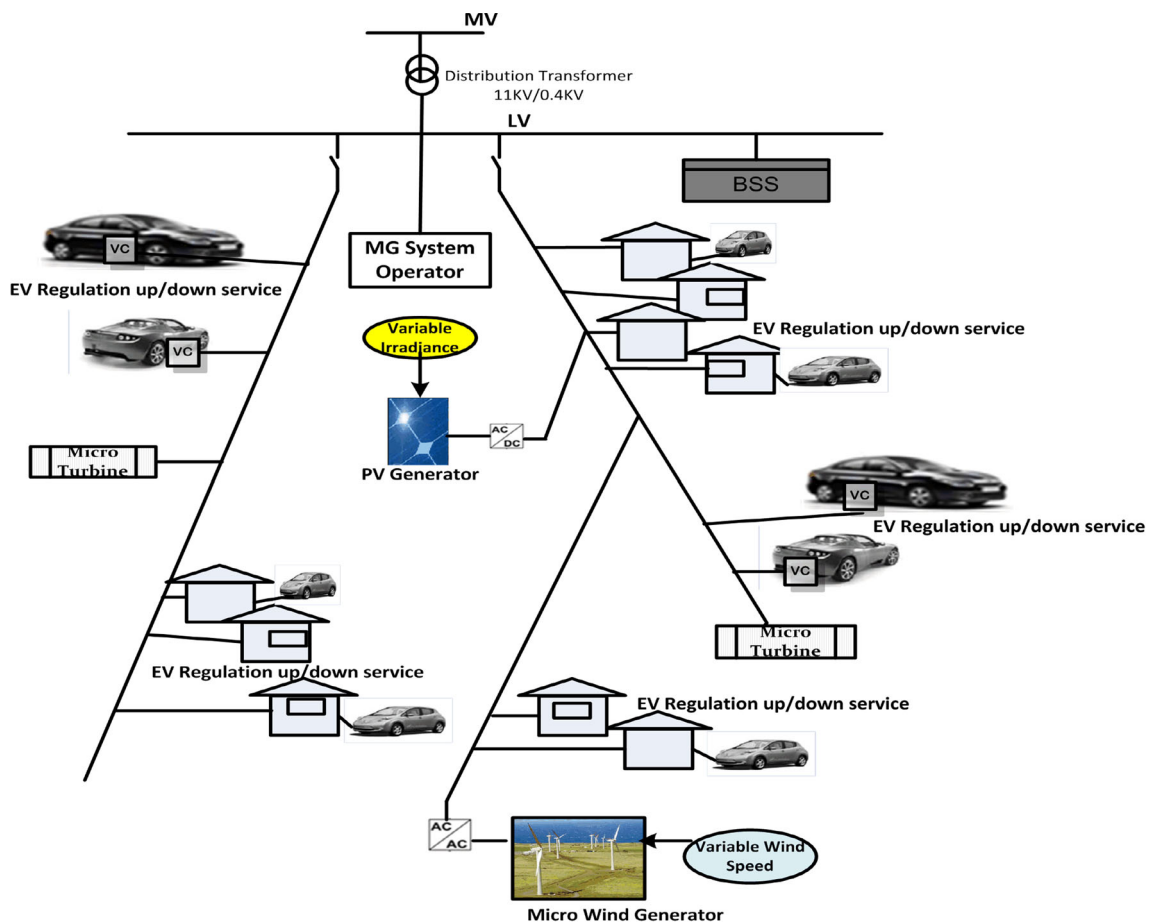 MV
Distribution Transformer
11KV/0.4KV
LV
BSS
MG System
Operator
VC
EV Regulation up/down service
VC
Variable
Irradiance
EV Regulation up/down service
AC
DC
PV Generator
Micro
Turbine
VC
EV Regulation up/down service
VC
Micro
Turbine
EV Regulation up/down service
EV Regulation up/down service
AC
AC
Variable Wind
Speed
Micro Wind Generator